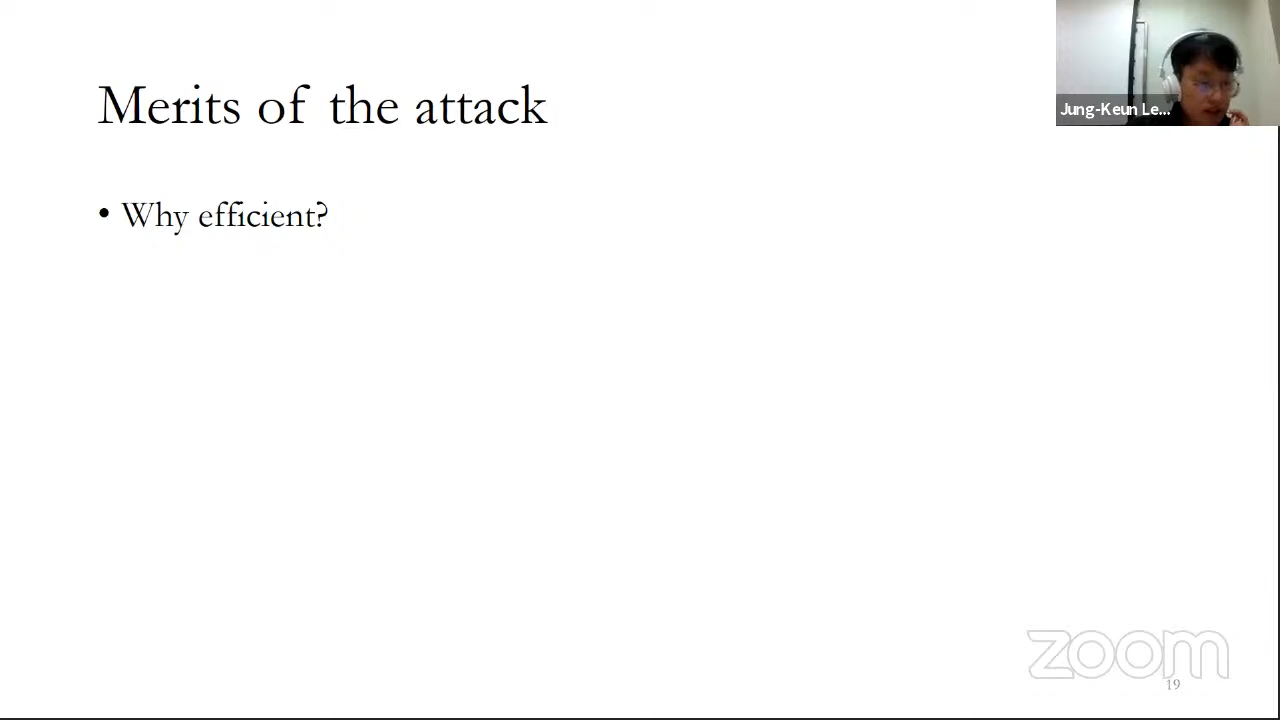 Merits of the attack
Jung-Keun Le...
• Why efficient?
zoom
19